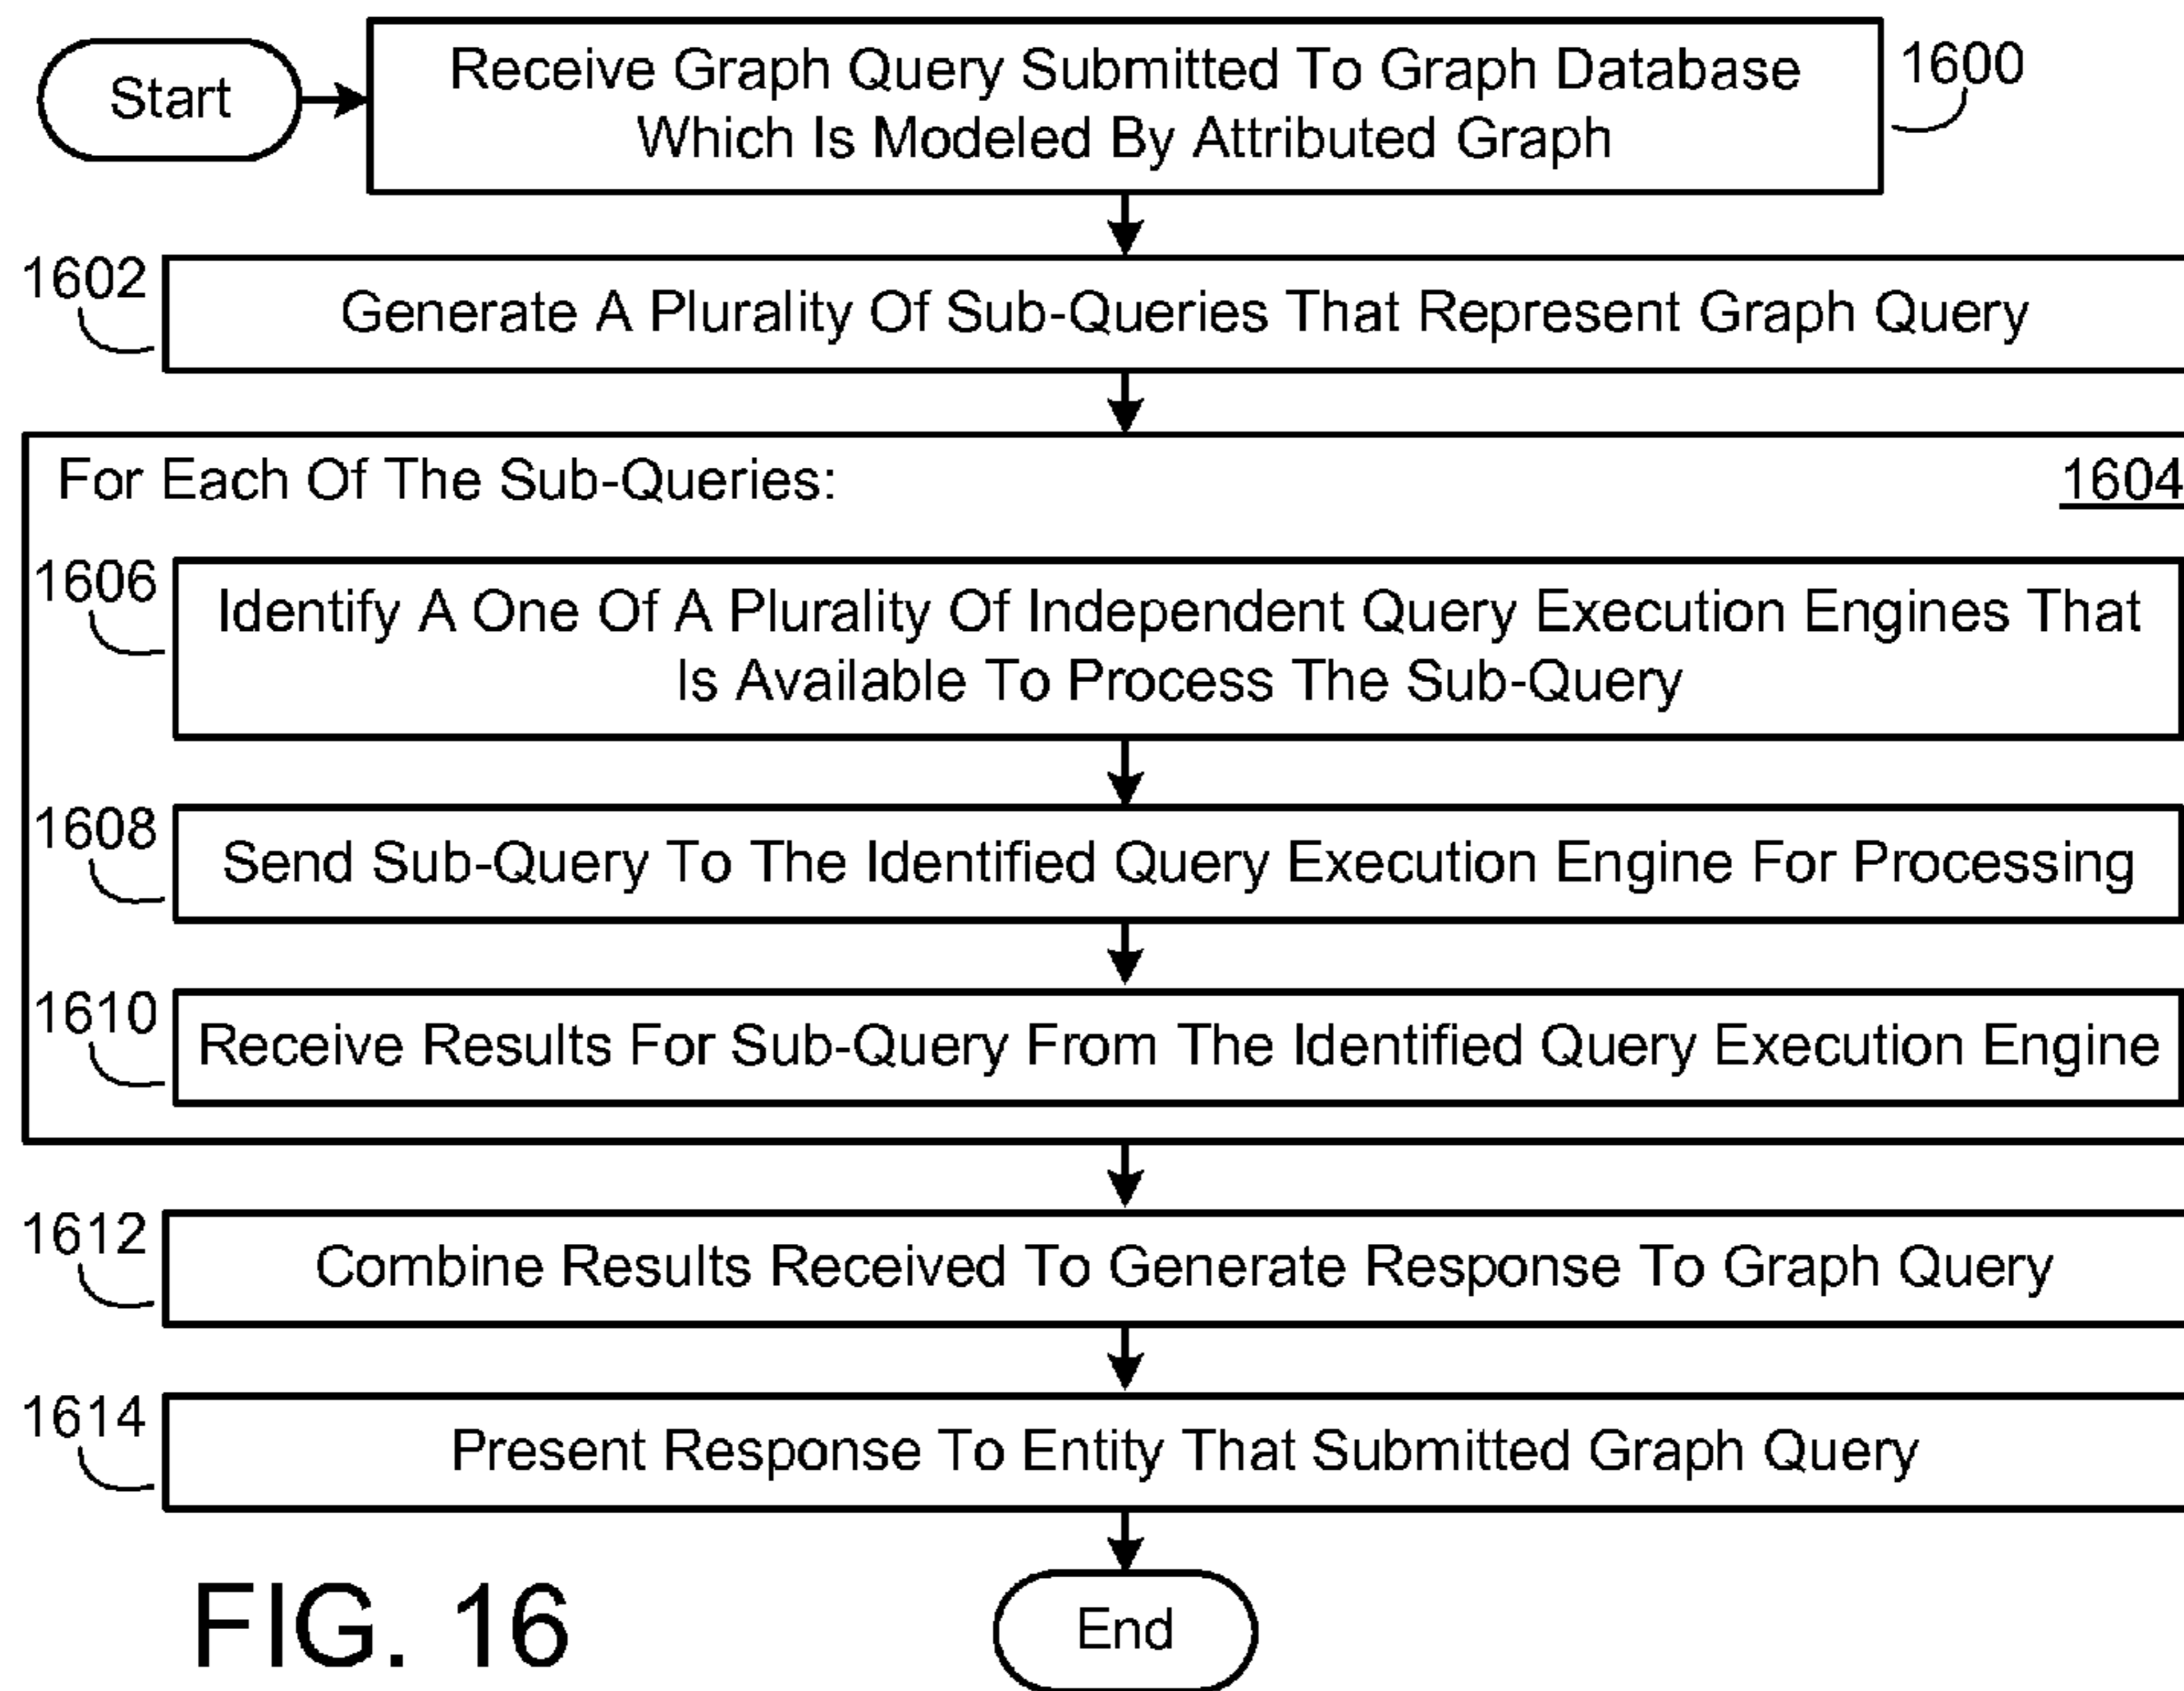 Start
Receive Graph Query Submitted To Graph Database
Which Is Modeled By Attributed Graph
1600
1602
Generate A Plurality Of Sub-Queries That Represent Graph Query
For Each Of The Sub-Queries:
1604
1606
Identify A One Of A Plurality Of Independent Query Execution Engines That
Is Available To Process The Sub-Query
1608
Send Sub-Query To The Identified Query Execution Engine For Processing
1610
Receive Results For Sub-Query From The Identified Query Execution Engine
1612
Combine Results Received To Generate Response To Graph Query
1614
Present Response To Entity That Submitted Graph Query
FIG. 16
End